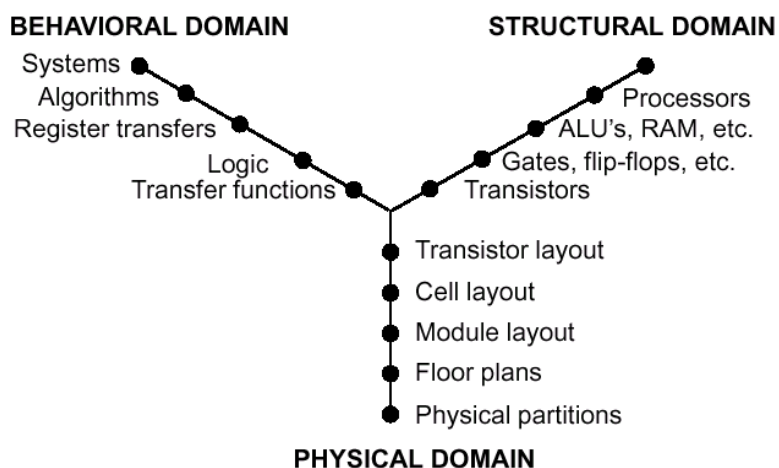 BEHAVIORAL DOMAIN
Systems
Algorithms
Register transfers
Logic
Transfer functions
STRUCTURAL DOMAIN
Processors
ALU's, RAM, etc.
Gates, flip-flops, etc.
Transistors
Transistor layout
Cell layout
Module layout
Floor plans
Physical partitions
PHYSICAL DOMAIN